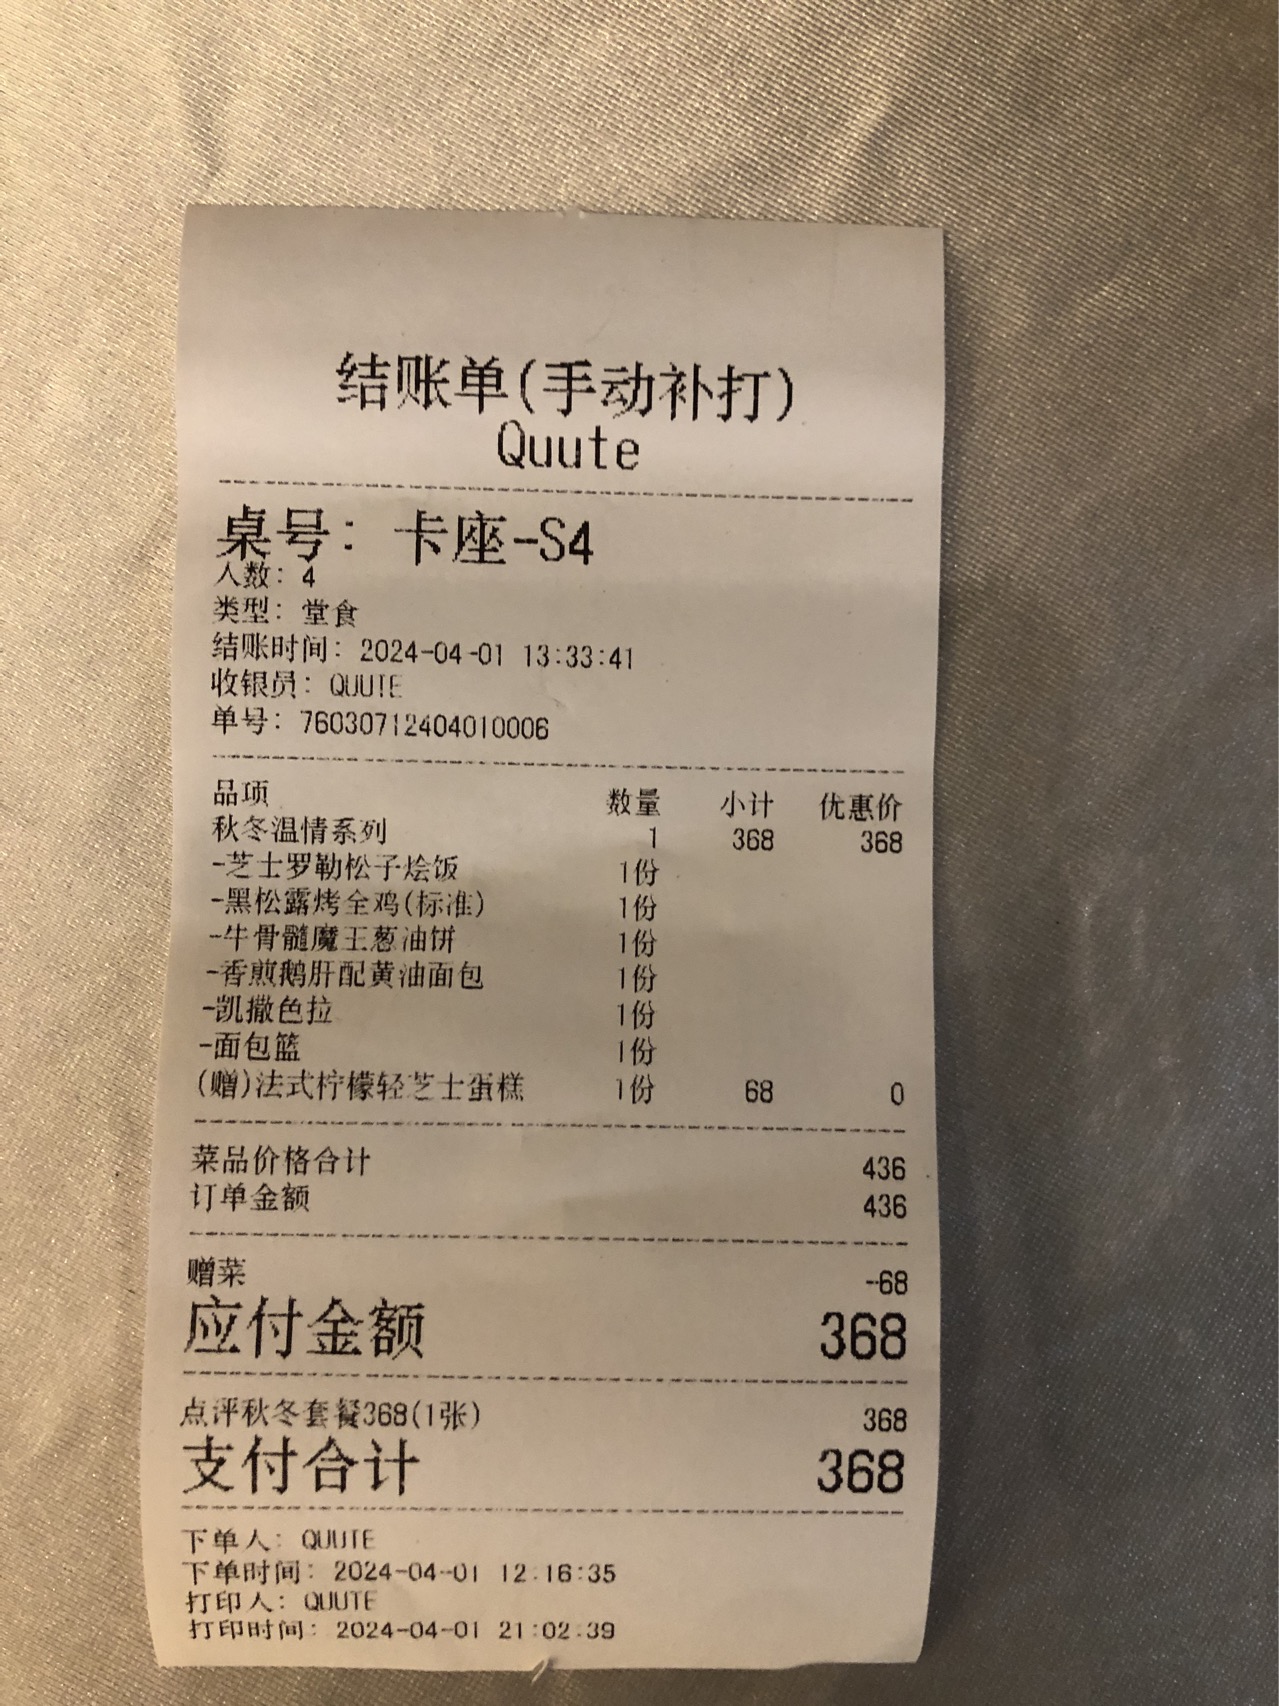 结账单(手动补打)
Quute
桌号: 卡座-S4
人数: 4
类型: 堂食
结账时间: 2024-04-01 13:33:41
收银员: QUUTE
单号: 76030712404010006
品项 数量 小计 优惠价
秋冬温情系列 1 368 368
-芝士罗勒松子烩饭 1份
-黑松露烤全鸡(标准) 1份
-牛骨髓魔王葱油饼 1份
-香煎鹅肝配黄油面包 1份
-凯撒色拉 1份
-面包篮 1份
(赠)法式柠檬轻芝士蛋糕 1份 68 0
菜品价格合计 436
订单金额 436
赠菜 --68
应付金额 368
点评秋冬套餐368(1张) 368
支付合计 368
下单人: QUUTE
下单时间: 2024-04-01 12:16:35
打印人: QUUTE
打印时间: 2024-04-01 21:02:39